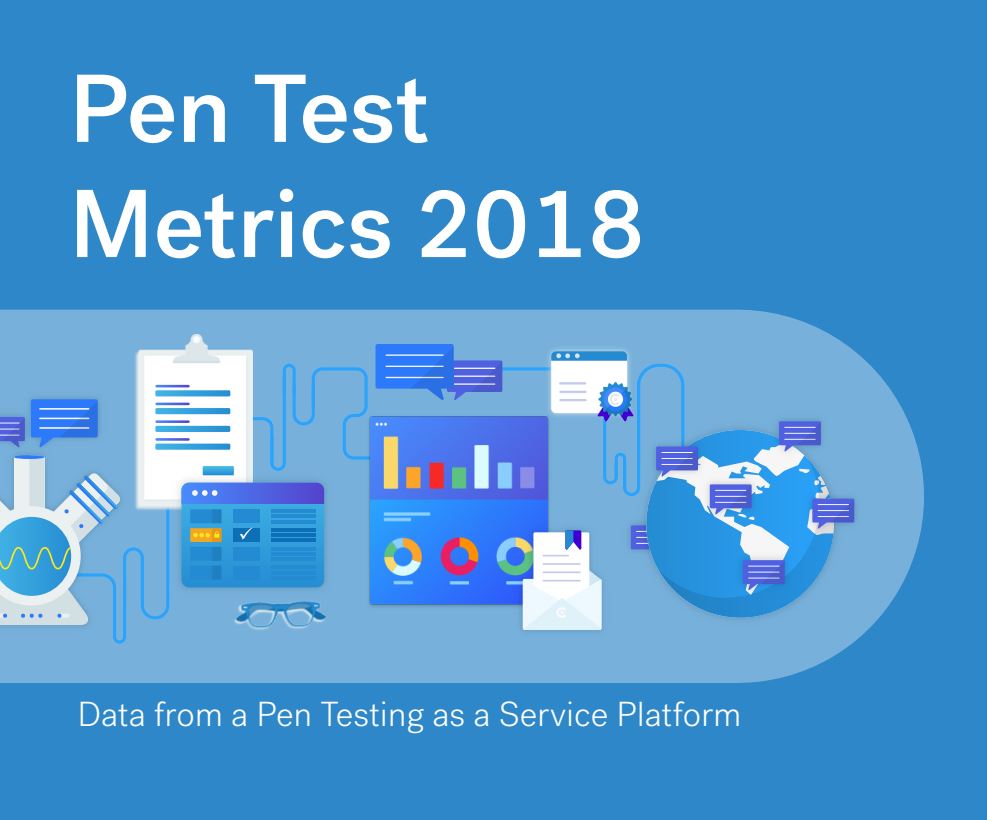 Pen Test
Metrics 2018
Data from a Pen Testing as a Service Platform